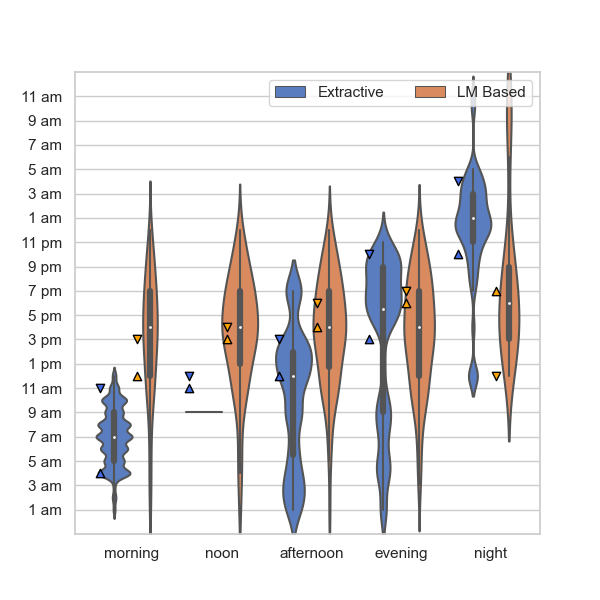 Extractive LM Based
11 am
9 am
7 am
5 am
3 am
1 am
11 pm
9 pm
7 pm
5 pm
3 pm
1 pm
11 am
9 am
7 am
5 am
3 am
1 am
morning noon afternoon evening night